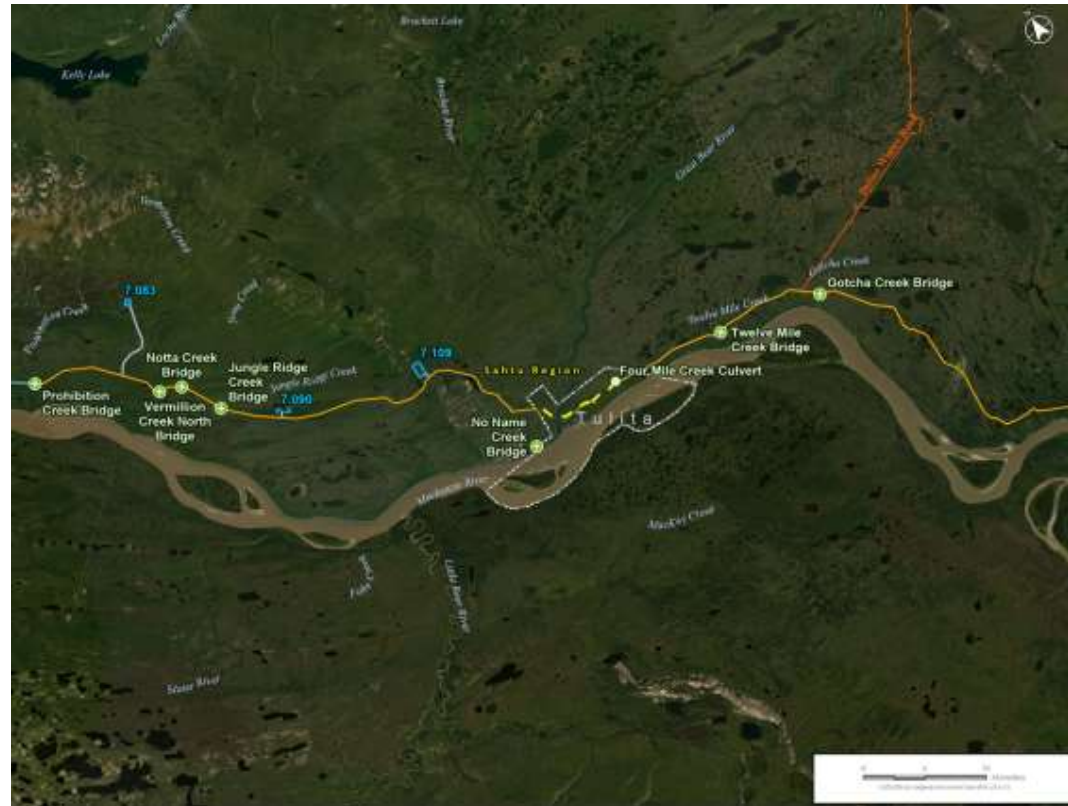 Brackett Lake
Kelly Lake
Great Bear River
Gotcha Creek
Gotcha Creek Bridge
7.083
Twelve Mile Creek
Twelve Mile
Creek Bridge
Notta Creek
Bridge
Jungle Ridge
Creek
Bridge
Jungle Ridge Creek
7.109
Sahtu Region
Four Mile Creek Culvert
Prohibition
Creek Bridge
Vermillion
Creek North
Bridge
7.090
No Name
Creek
Bridge
Tulita
Mackenzie River
MacKay Creek
Little Bear River
Slater River